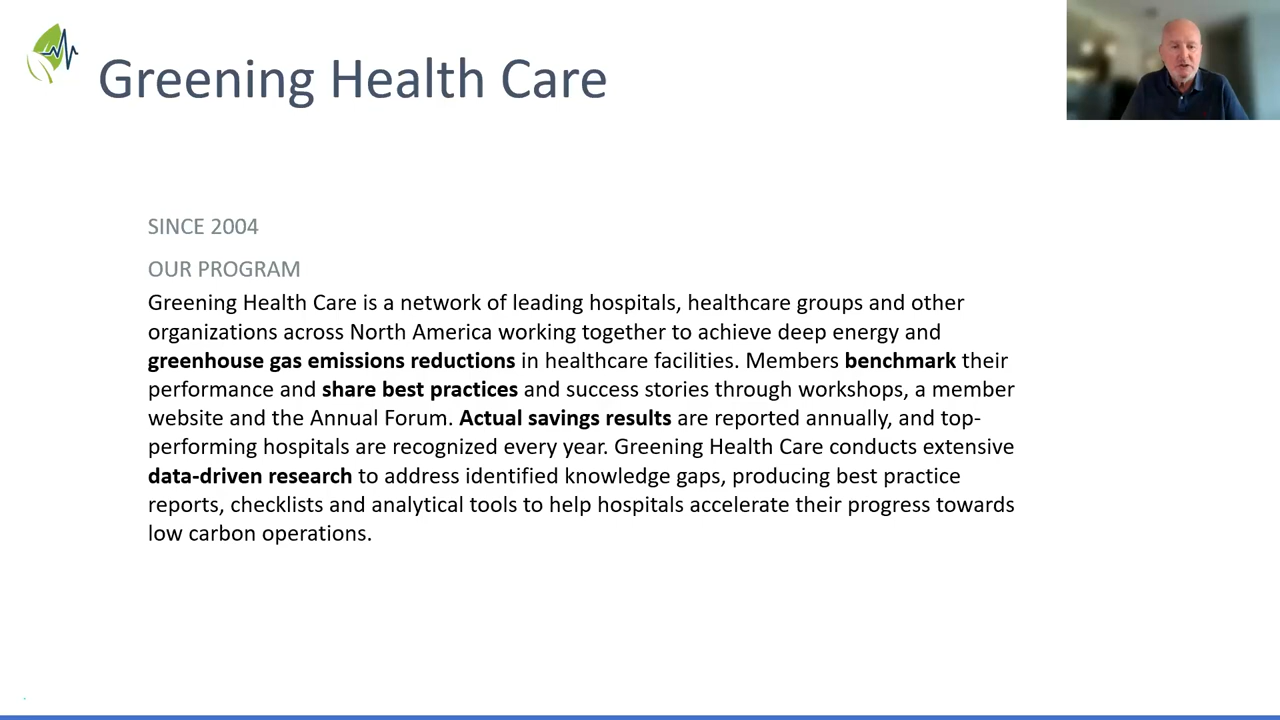 Greening Health Care
SINCE 2004
OUR PROGRAM
Greening Health Care is a network of leading hospitals, healthcare groups and other
organizations across North America working together to achieve deep energy and
greenhouse gas emissions reductions in healthcare facilities. Members benchmark their
performance and share best practices and success stories through workshops, a member
website and the Annual Forum. Actual savings results are reported annually, and top-
performing hospitals are recognized every year. Greening Health Care conducts extensive
data-driven research to address identified knowledge gaps, producing best practice
reports, checklists and analytical tools to help hospitals accelerate their progress towards
low carbon operations.